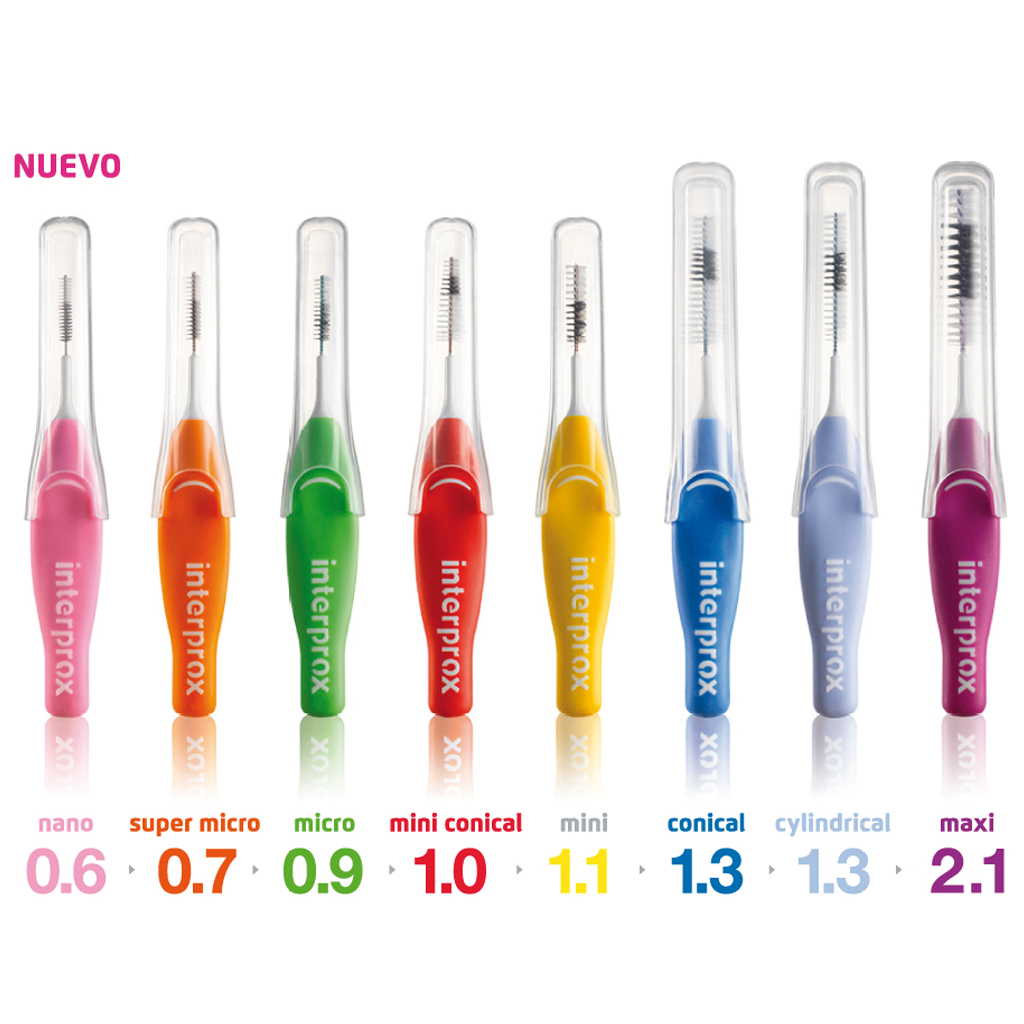 NUEVO
interprox
interprox
interprox
interprox
interprox
interprox
interprox
interprox
nano
super micro
micro
mini conical
mini
conical
cylindrical
maxi
0.6
0.7
0.9
1.0
1.1
1.3
1.3
2.1